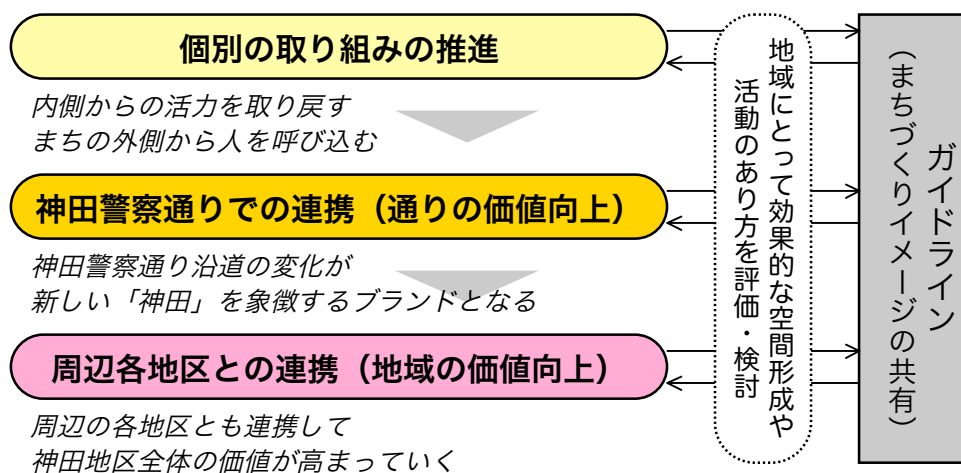 個別の取り組みの推進
内側からの活力を取り戻す
まちの外側から人を呼び込む
神田警察通りでの連携（通りの価値向上）
神田警察通り沿道の変化が
新しい「神田」を象徴するブランドとなる
周辺各地区との連携（地域の価値向上）
周辺の各地区とも連携して
神田地区全体の価値が高まっていく
地域にとって効果的な空間形成や
活動のあり方を評価・検討
ガイドライン
（まちづくりイメージの共有）